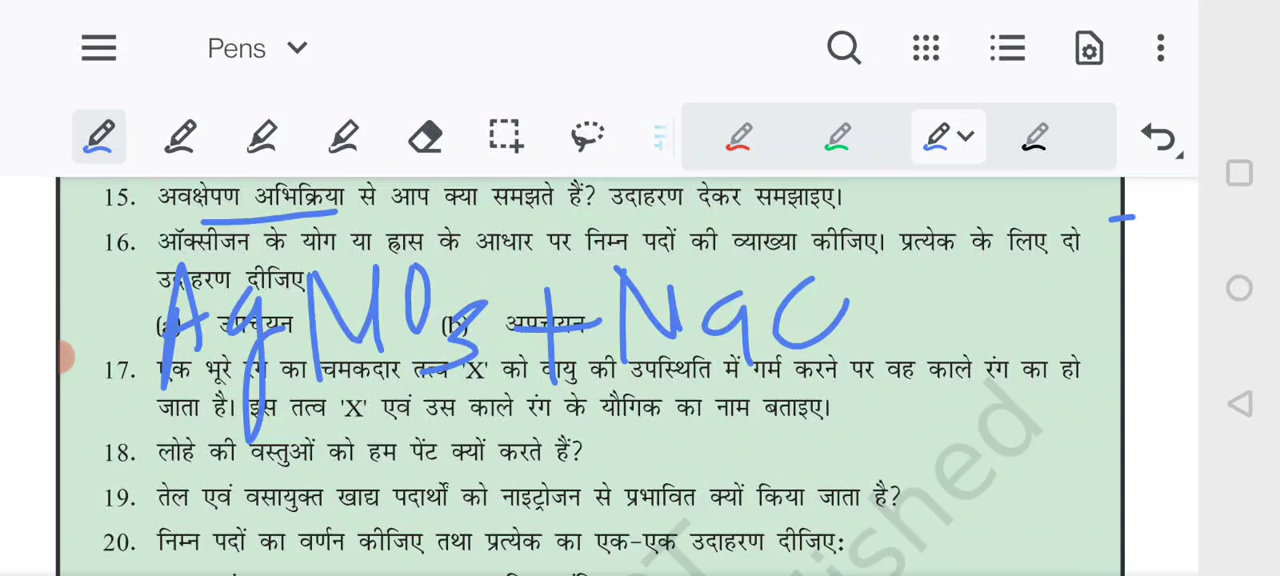 Pens
15. अवक्षेपण अभिक्रिया से आप क्या समझते हैं? उदाहरण देकर समझाइए।
16. ऑक्सीजन के योग या ह्रास के आधार पर निम्न पदों की व्याख्या कीजिए। प्रत्येक के लिए दो
उदाहरण दीजिए
(a) उपचयन (b) अपचयन
AgNO3 + NaC
17. एक भूरे रंग का चमकदार तत्व 'X' को वायु की उपस्थिति में गर्म करने पर वह काले रंग का हो
जाता है। इस तत्व 'X' एवं उस काले रंग के यौगिक का नाम बताइए।
18. लोहे की वस्तुओं को हम पेंट क्यों करते हैं?
19. तेल एवं वसायुक्त खाद्य पदार्थों को नाइट्रोजन से प्रभावित क्यों किया जाता है?
20. निम्न पदों का वर्णन कीजिए तथा प्रत्येक का एक-एक उदाहरण दीजिए: